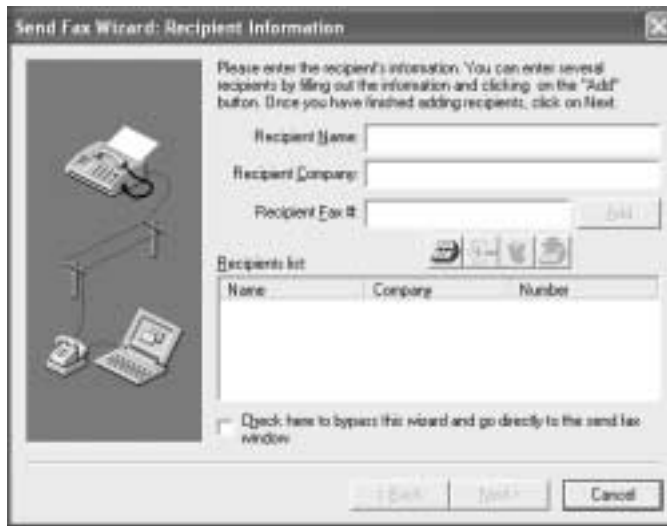 Send Fax Wizard: Recipient Information
Please enter the recipient's information. You can enter several
recipients by filling out the information and clicking on the "Add"
button. Once you have finished adding recipients, click on Next.
Recipient Name:
Recipient Company:
Recipient Fax #:
Add
Recipients list
Name Company Number
Check here to bypass this wizard and go directly to the send fax
window
< Back Next > Cancel